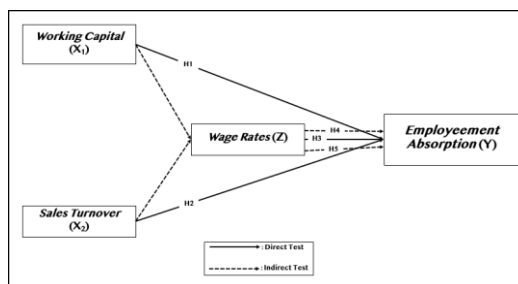 Working Capital
(X₁)
H1
H4
Wage Rates (Z)
H3
H5
Employeement
Absorption (Y)
H2
Sales Turnover
(X₂)
: Direct Test
: Indirect Test